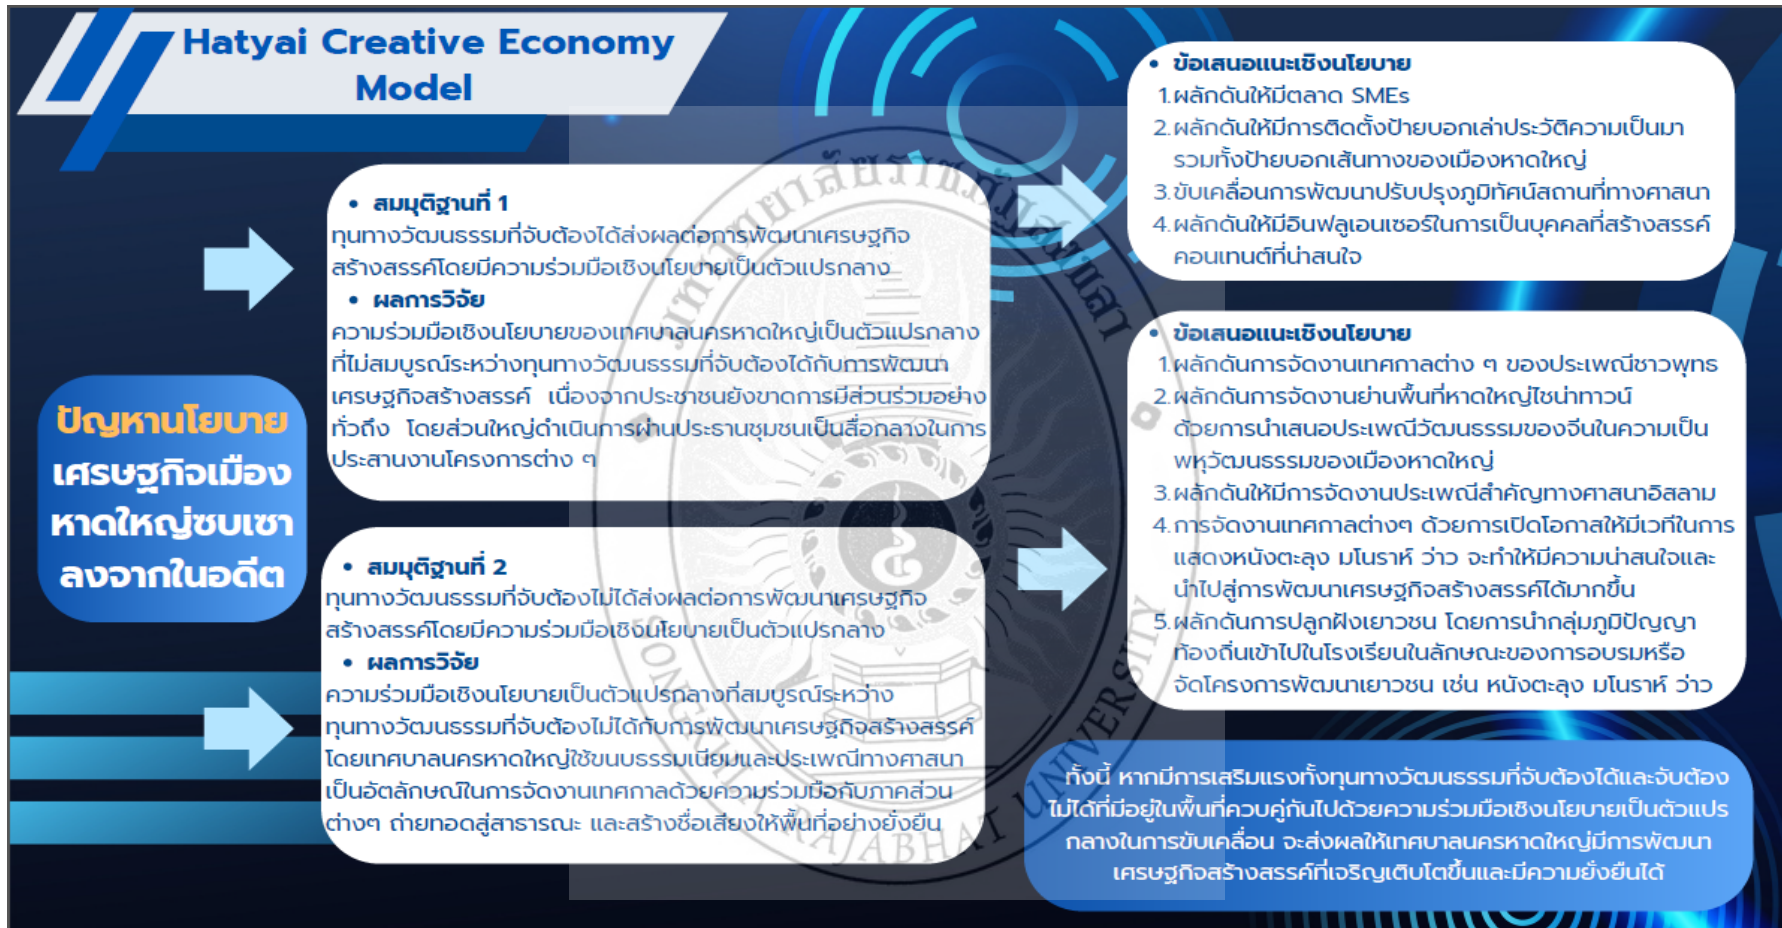 Hatyai Creative Economy
Model
ปัญหานโยบาย
เศรษฐกิจเมือง
หาดใหญ่ซบเซา
ลงจากในอดีต
• สมมุติฐานที่ 1
ทุนทางวัฒนธรรมที่จับต้องได้ส่งผลต่อการพัฒนาเศรษฐกิจ
สร้างสรรค์โดยมีความร่วมมือเชิงนโยบายเป็นตัวแปรกลาง
• ผลการวิจัย
ความร่วมมือเชิงนโยบายของเทศบาลนครหาดใหญ่เป็นตัวแปรกลาง
ที่ไม่สมบูรณ์ระหว่างทุนทางวัฒนธรรมที่จับต้องได้กับการพัฒนา
เศรษฐกิจสร้างสรรค์ เนื่องจากประชาชนยังขาดการมีส่วนร่วมอย่าง
ทั่วถึง โดยส่วนใหญ่ดำเนินการผ่านประธานชุมชนเป็นสื่อกลางในการ
ประสานงานโครงการต่าง ๆ
• สมมุติฐานที่ 2
ทุนทางวัฒนธรรมที่จับต้องไม่ได้ส่งผลต่อการพัฒนาเศรษฐกิจ
สร้างสรรค์โดยมีความร่วมมือเชิงนโยบายเป็นตัวแปรกลาง
• ผลการวิจัย
ความร่วมมือเชิงนโยบายเป็นตัวแปรกลางที่สมบูรณ์ระหว่าง
ทุนทางวัฒนธรรมที่จับต้องไม่ได้กับการพัฒนาเศรษฐกิจสร้างสรรค์
โดยเทศบาลนครหาดใหญ่ใช้ขนบธรรมเนียมและประเพณีทางศาสนา
เป็นอัตลักษณ์ในการจัดงานเทศกาลด้วยความร่วมมือกับภาคส่วน
ต่างๆ ถ่ายทอดสู่สาธารณะ และสร้างชื่อเสียงให้พื้นที่อย่างยั่งยืน
• ข้อเสนอแนะเชิงนโยบาย
1.ผลักดันให้มีตลาด SMEs
2.ผลักดันให้มีการติดตั้งป้ายบอกเล่าประวัติความเป็นมา
รวมทั้งป้ายบอกเส้นทางของเมืองหาดใหญ่
3.ขับเคลื่อนการพัฒนาปรับปรุงภูมิทัศน์สถานที่ทางศาสนา
4.ผลักดันให้มีอินฟลูเอนเซอร์ในการเป็นบุคคลที่สร้างสรรค์
คอนเทนต์ที่น่าสนใจ
• ข้อเสนอแนะเชิงนโยบาย
1.ผลักดันการจัดงานเทศกาลต่าง ๆ ของประเพณีชาวพุทธ
2.ผลักดันการจัดงานย่านพื้นที่หาดใหญ่ไชน่าทาวน์
ด้วยการนำเสนอประเพณีวัฒนธรรมของจีนในความเป็น
พหุวัฒนธรรมของเมืองหาดใหญ่
3.ผลักดันให้มีการจัดงานประเพณีสำคัญทางศาสนาอิสลาม
4.การจัดงานเทศกาลต่างๆ ด้วยการเปิดโอกาสให้มีเวทีในการ
แสดงหนังตะลุง มโนราห์ ว่าว จะทำให้มีความน่าสนใจและ
นำไปสู่การพัฒนาเศรษฐกิจสร้างสรรค์ได้มากขึ้น
5.ผลักดันการปลูกฝังเยาวชน โดยการนำกลุ่มภูมิปัญญา
ท้องถิ่นเข้าไปในโรงเรียนในลักษณะของการอบรมหรือ
จัดโครงการพัฒนาเยาวชน เช่น หนังตะลุง มโนราห์ ว่าว
ทั้งนี้ หากมีการเสริมแรงทั้งทุนทางวัฒนธรรมที่จับต้องได้และจับต้อง
ไม่ได้ที่มีอยู่ในพื้นที่ควบคู่กันไปด้วยความร่วมมือเชิงนโยบายเป็นตัวแปร
กลางในการขับเคลื่อน จะส่งผลให้เทศบาลนครหาดใหญ่มีการพัฒนา
เศรษฐกิจสร้างสรรค์ที่เจริญเติบโตขึ้นและมีความยั่งยืนได้
มหาวิทยาลัยราชภัฏสงขลา
SONGKHLA RAJABHAT UNIVERSITY